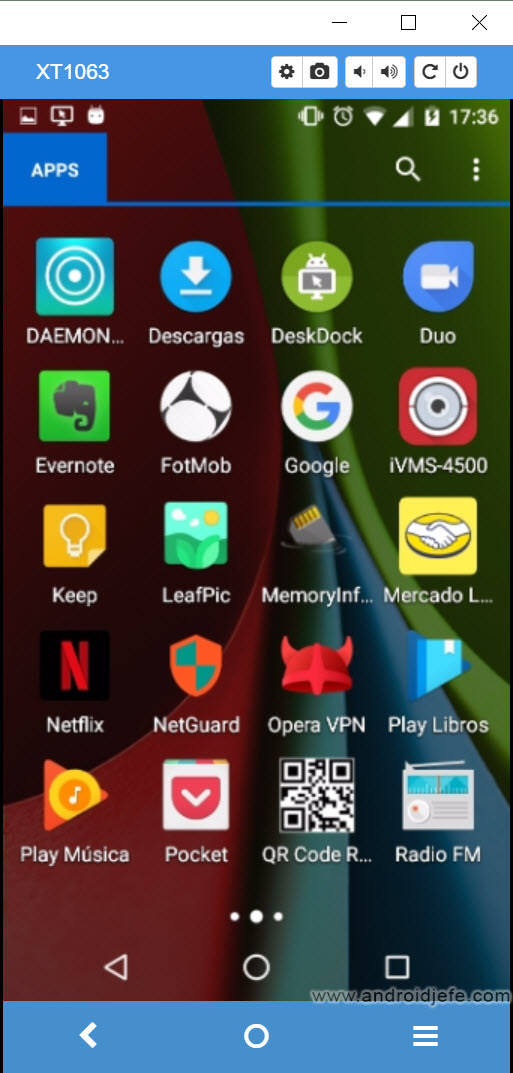 XT1063
17:36
APPS
DAEMON... Descargas DeskDock Duo
Evernote FotMob Google iVMS-4500
Keep LeafPic MemoryInf... Mercado L...
Netflix NetGuard Opera VPN Play Libros
Play Música Pocket QR Code R... Radio FM
www.androidjefe.com